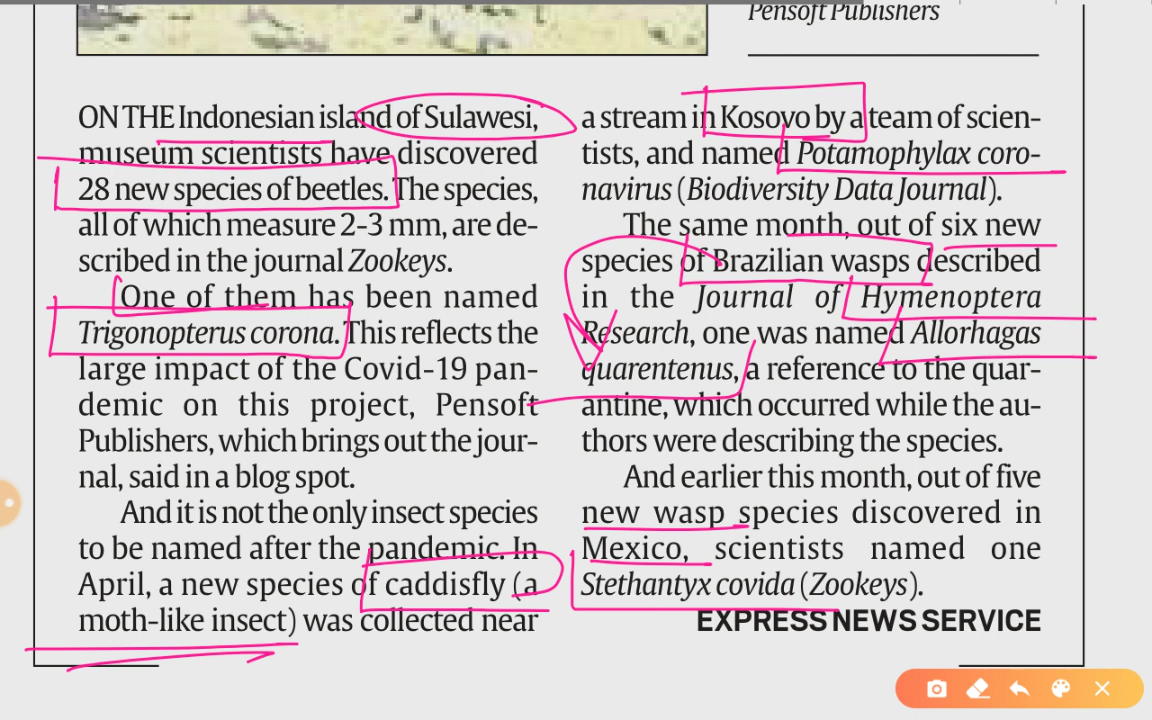 Pensoft Publishers
ON THE Indonesian island of Sulawesi,
museum scientists have discovered
28 new species of beetles. The species,
all of which measure 2-3 mm, are de-
scribed in the journal Zookeys.
One of them has been named
Trigonopterus corona. This reflects the
large impact of the Covid-19 pan-
demic on this project, Pensoft
Publishers, which brings out the jour-
nal, said in a blog spot.
And it is not the only insect species
to be named after the pandemic. In
April, a new species of caddisfly (a
moth-like insect) was collected near
a stream in Kosovo by a team of scien-
tists, and named Potamophylax coro-
navirus (Biodiversity Data Journal).
The same month, out of six new
species of Brazilian wasps described
in the Journal of Hymenoptera
Research, one was named Allorhagas
quarentenus, a reference to the quar-
antine, which occurred while the au-
thors were describing the species.
And earlier this month, out of five
new wasp species discovered in
Mexico, scientists named one
Stethantyx covida (Zookeys).
EXPRESS NEWS SERVICE